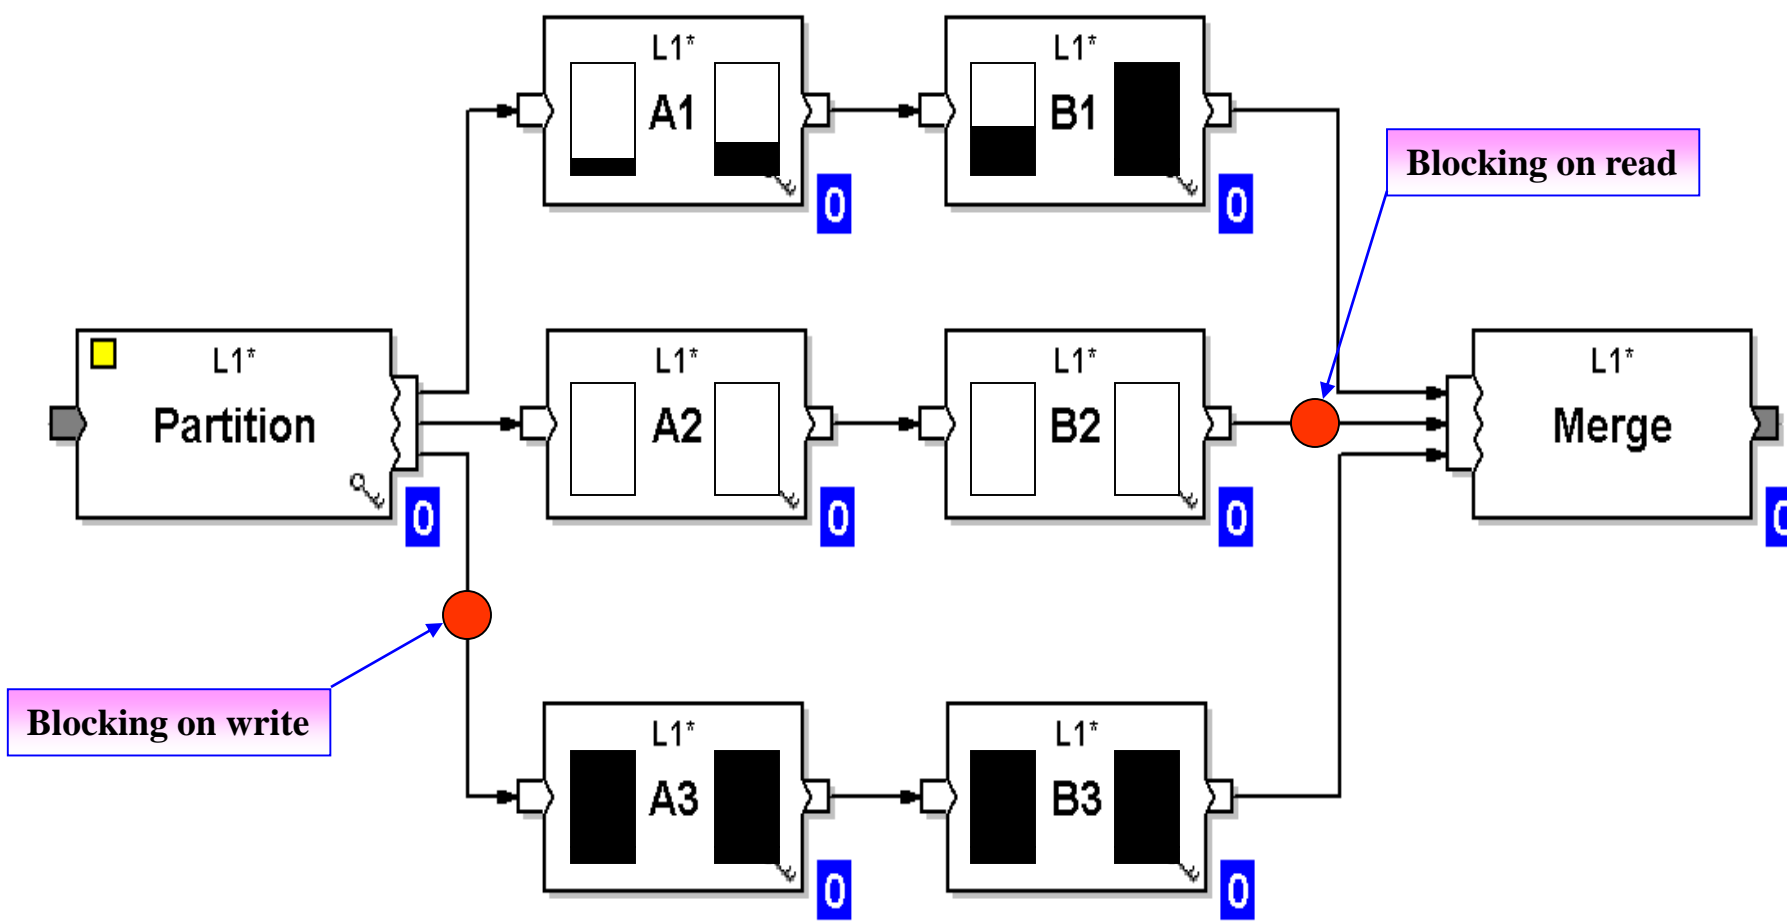 L1*
A1
0
L1*
B1
0
Blocking on read
L1*
Partition
0
L1*
A2
0
L1*
B2
0
L1*
Merge
0
Blocking on write
L1*
A3
0
L1*
B3
0